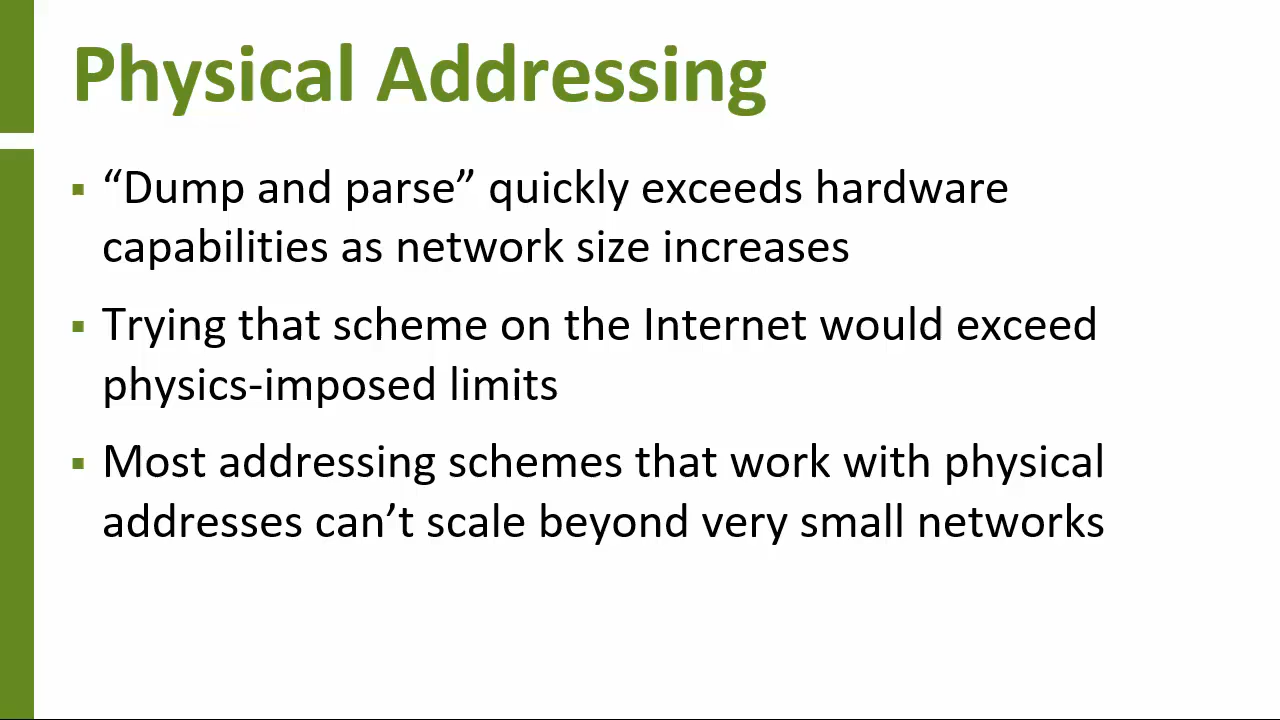 Physical Addressing
“Dump and parse” quickly exceeds hardware
capabilities as network size increases
Trying that scheme on the Internet would exceed
physics-imposed limits
Most addressing schemes that work with physical
addresses can’t scale beyond very small networks